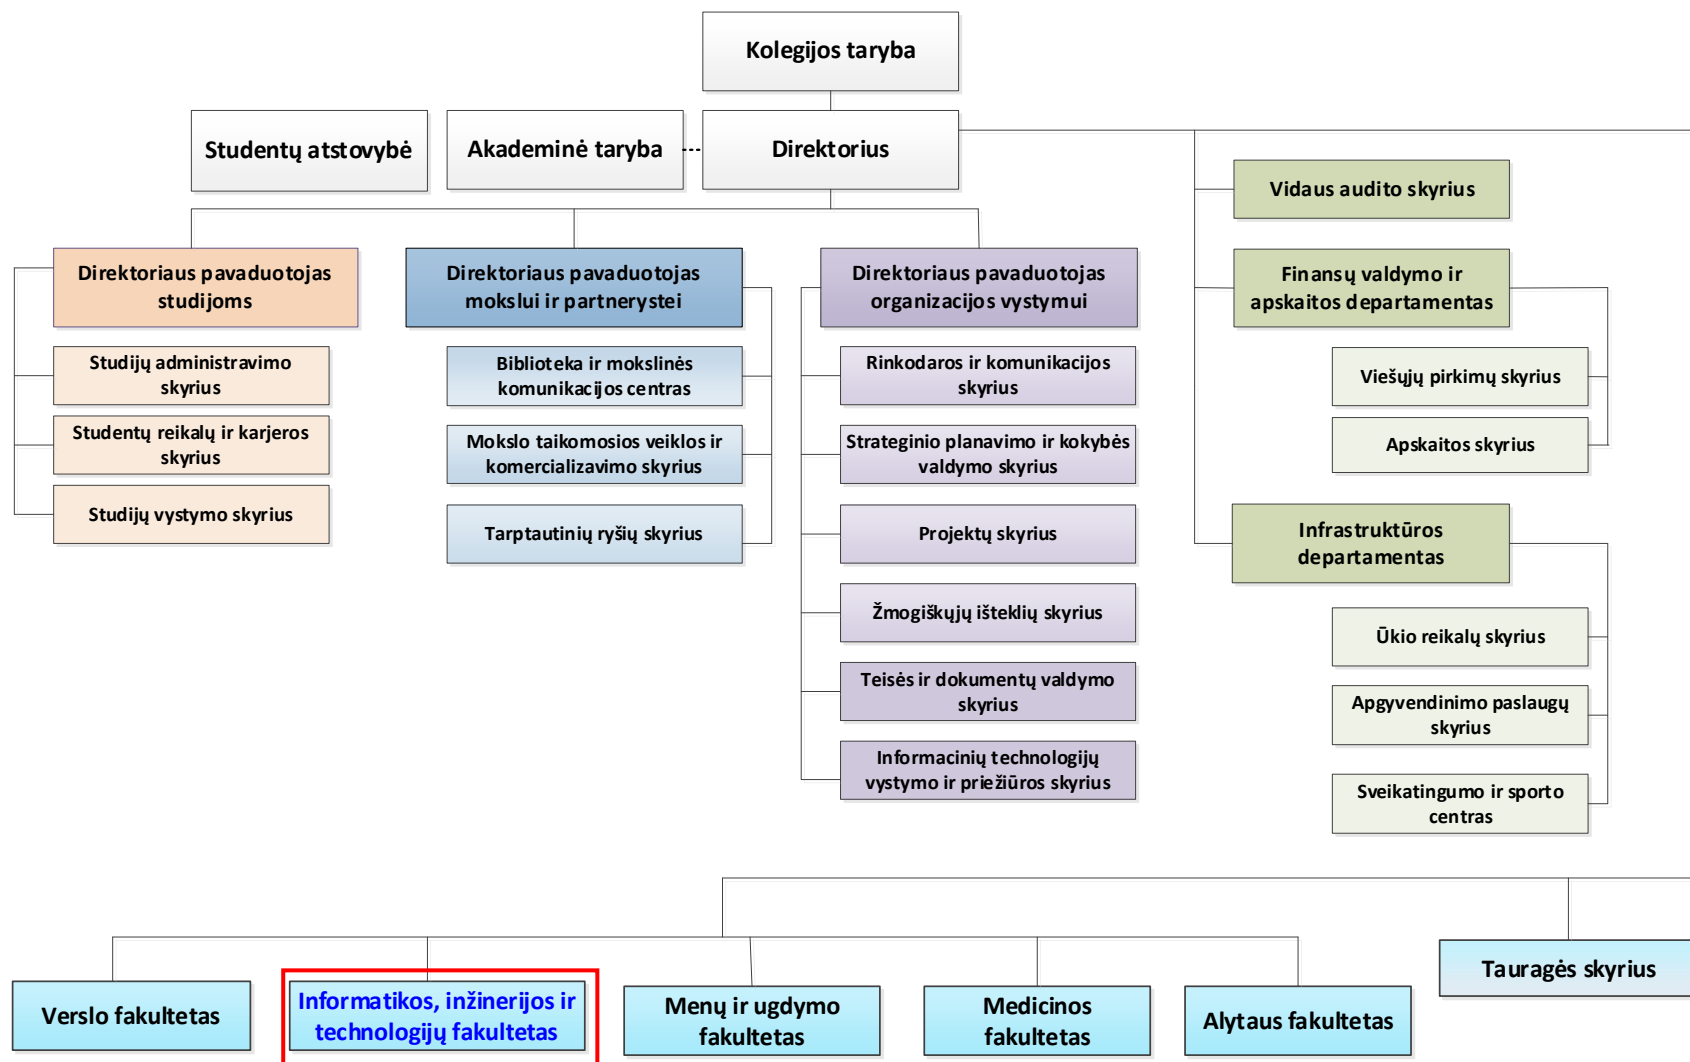 Kolegijos taryba
Studentų atstovybė
Akademinė taryba
Direktorius
Direktoriaus pavaduotojas
studijoms
Studijų administravimo
skyrius
Studentų reikalų ir karjeros
skyrius
Studijų vystymo skyrius
Direktoriaus pavaduotojas
mokslui ir partnerystei
Biblioteka ir mokslinės
komunikacijos centras
Mokslo taikomosios veiklos ir
komercializavimo skyrius
Tarptautinių ryšių skyrius
Direktoriaus pavaduotojas
organizacijos vystymui
Rinkodaros ir komunikacijos
skyrius
Strateginio planavimo ir kokybės
valdymo skyrius
Projektų skyrius
Žmogiškųjų išteklių skyrius
Teisės ir dokumentų valdymo
skyrius
Informacinių technologijų
vystymo ir priežiūros skyrius
Vidaus audito skyrius
Finansų valdymo ir
apskaitos departamentas
Viešųjų pirkimų skyrius
Apskaitos skyrius
Infrastruktūros
departamentas
Ūkio reikalų skyrius
Apgyvendinimo paslaugų
skyrius
Sveikatingumo ir sporto
centras
Verslo fakultetas
Informatikos, inžinerijos ir
technologijų fakultetas
Menų ir ugdymo
fakultetas
Medicinos
fakultetas
Alytaus fakultetas
Tauragės skyrius